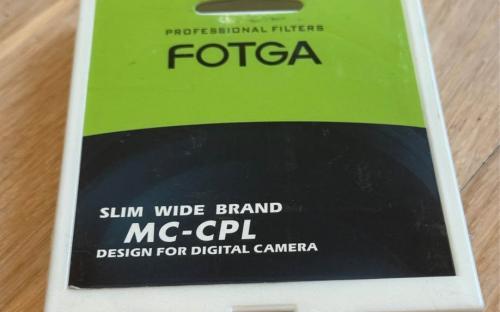 PROFESSIONAL FILTERS
FOTGA
SLIM WIDE BRAND
MC-CPL
DESIGN FOR DIGITAL CAMERA